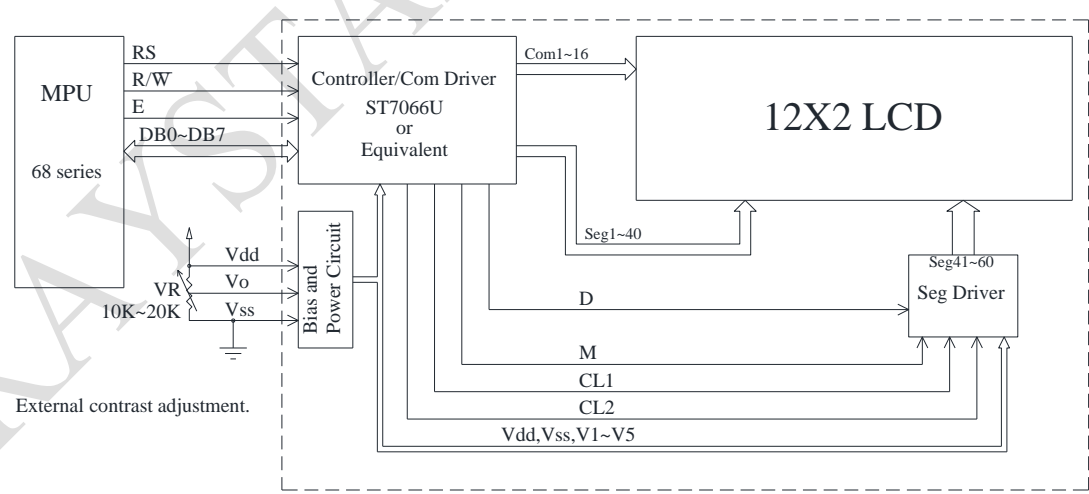 RS
R/W̅
E
DB0~DB7
MPU
68 series
Controller/Com Driver
ST7066U
or
Equivalent
Com1~16
12X2 LCD
Seg1~40
Seg41~60
Seg Driver
Vdd
Vo
Vss
VR
10K~20K
Bias and
Power Circuit
D
M
CL1
CL2
Vdd,Vss,V1~V5
External contrast adjustment.